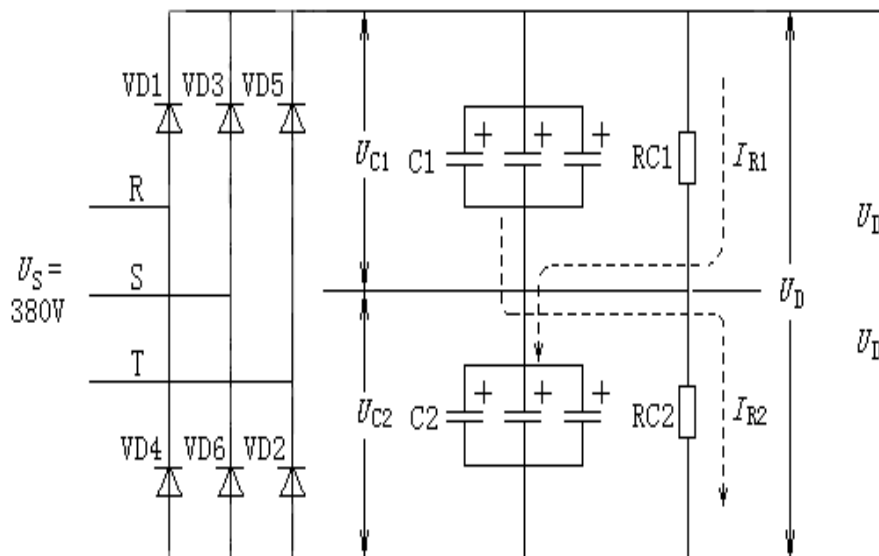 VD1 VD3 VD5
U_C1 C1 + + + RC1 I_R1
R
U_S=
380V
S
T
U_D
U_D
U_D
U_C2 C2 + + + RC2 I_R2
VD4 VD6 VD2